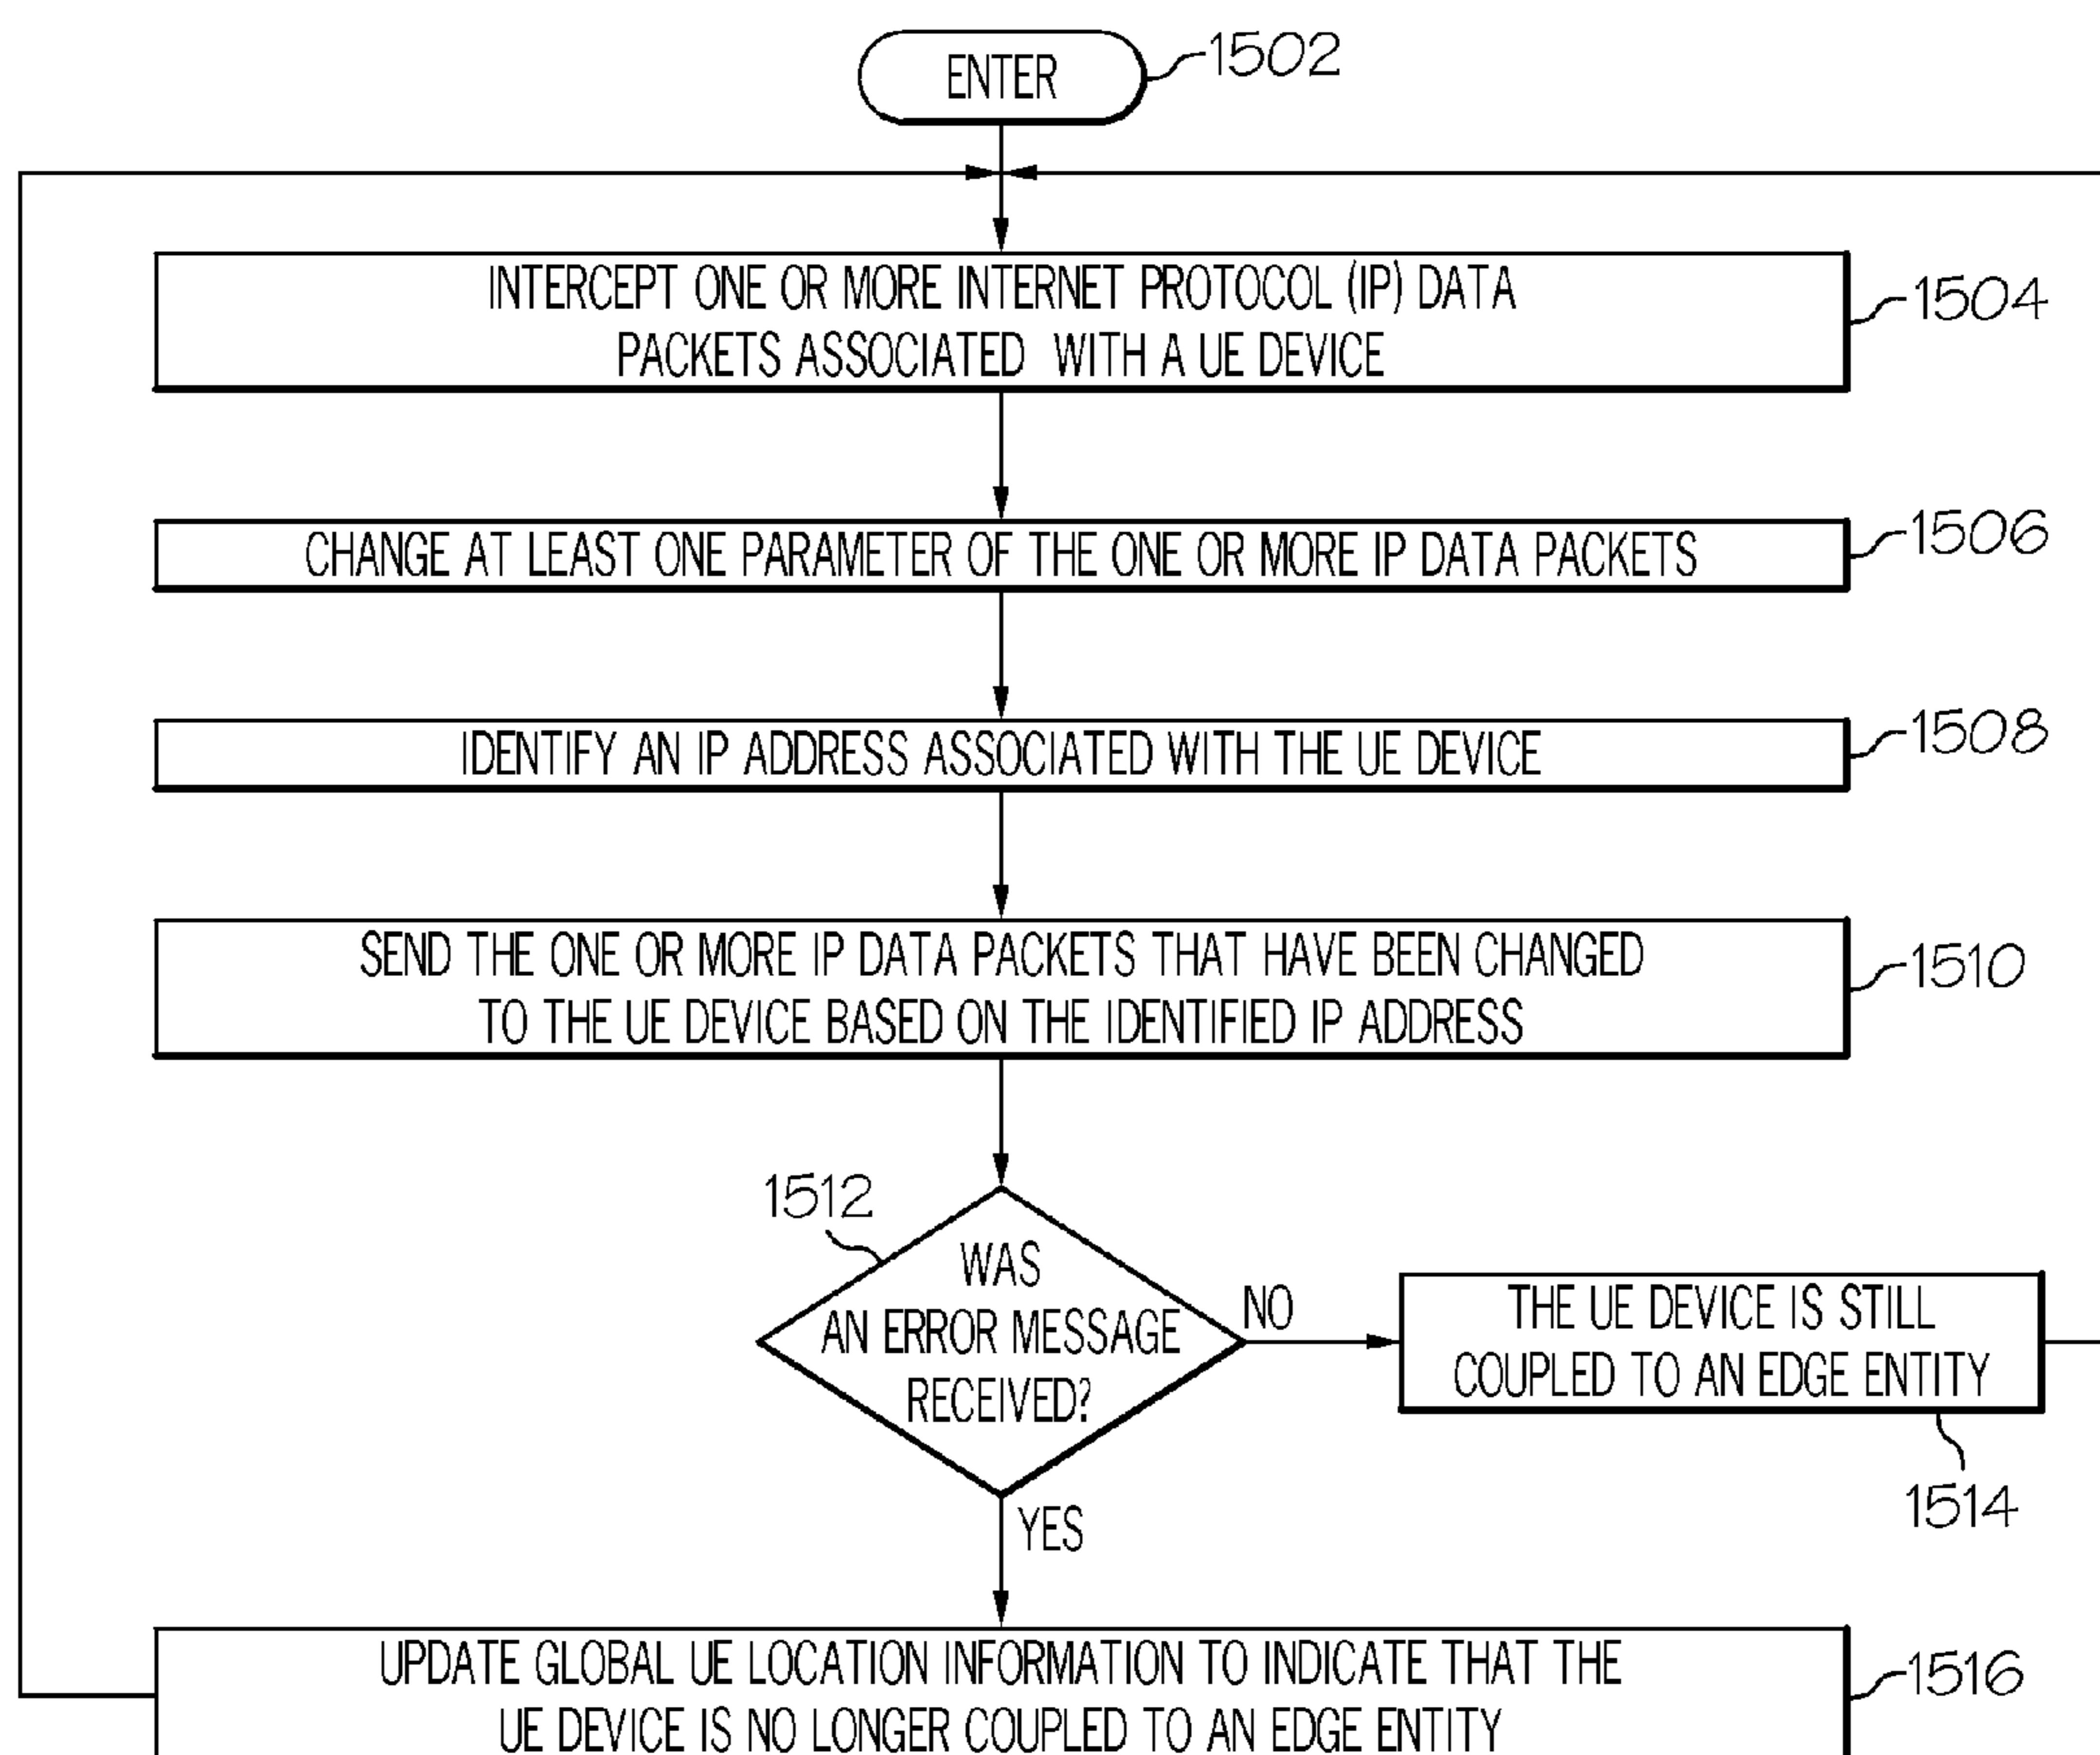 ENTER
1502
INTERCEPT ONE OR MORE INTERNET PROTOCOL (IP) DATA
PACKETS ASSOCIATED WITH A UE DEVICE
1504
CHANGE AT LEAST ONE PARAMETER OF THE ONE OR MORE IP DATA PACKETS
1506
IDENTIFY AN IP ADDRESS ASSOCIATED WITH THE UE DEVICE
1508
SEND THE ONE OR MORE IP DATA PACKETS THAT HAVE BEEN CHANGED
TO THE UE DEVICE BASED ON THE IDENTIFIED IP ADDRESS
1510
1512
WAS
AN ERROR MESSAGE
RECEIVED?
NO
THE UE DEVICE IS STILL
COUPLED TO AN EDGE ENTITY
1514
YES
UPDATE GLOBAL UE LOCATION INFORMATION TO INDICATE THAT THE
UE DEVICE IS NO LONGER COUPLED TO AN EDGE ENTITY
1516